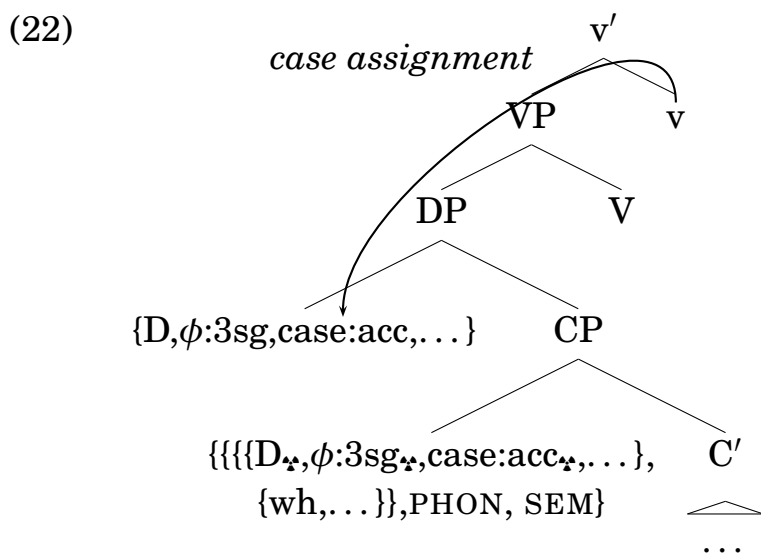 (22)
v′
case assignment
VP v
DP V
{D,ϕ:3sg,case:acc,...} CP
{{{{D☢,ϕ:3sg☢,case:acc☢,...}, C′
{wh,...}},PHON, SEM}
...